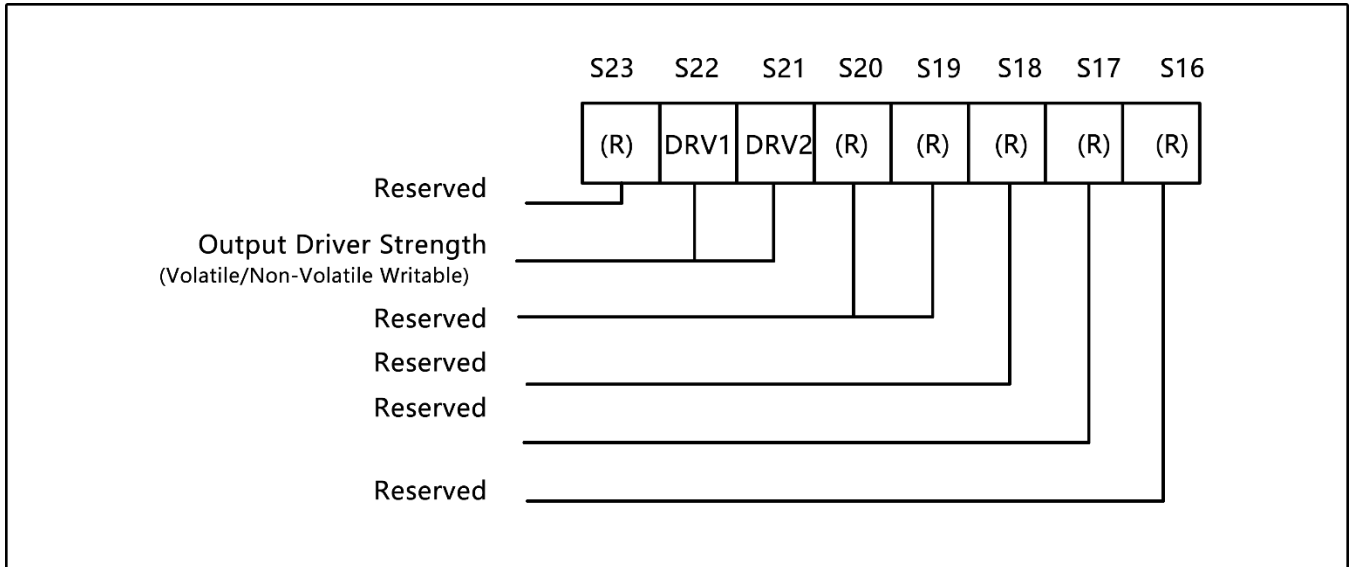 S23 S22 S21 S20 S19 S18 S17 S16
(R) DRV1 DRV2 (R) (R) (R) (R) (R)
Reserved
Output Driver Strength
(Volatile/Non-Volatile Writable)
Reserved
Reserved
Reserved
Reserved